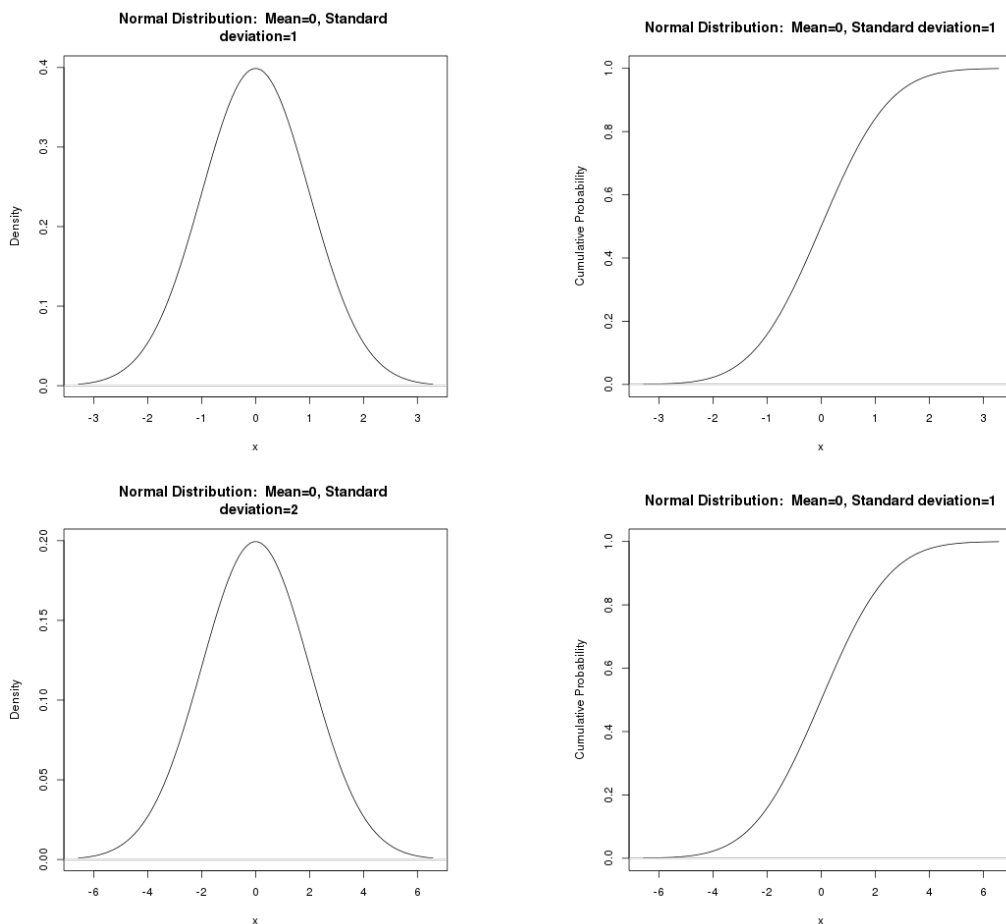 Normal Distribution:  Mean=0, Standard
deviation=1
Density
0.0
0.1
0.2
0.3
0.4
-3 -2 -1 0 1 2 3
x
Normal Distribution:  Mean=0, Standard deviation=1
Cumulative Probability
0.0
0.2
0.4
0.6
0.8
1.0
-3 -2 -1 0 1 2 3
x
Normal Distribution:  Mean=0, Standard
deviation=2
Density
0.00
0.05
0.10
0.15
0.20
-6 -4 -2 0 2 4 6
x
Normal Distribution:  Mean=0, Standard deviation=1
Cumulative Probability
0.0
0.2
0.4
0.6
0.8
1.0
-6 -4 -2 0 2 4 6
x